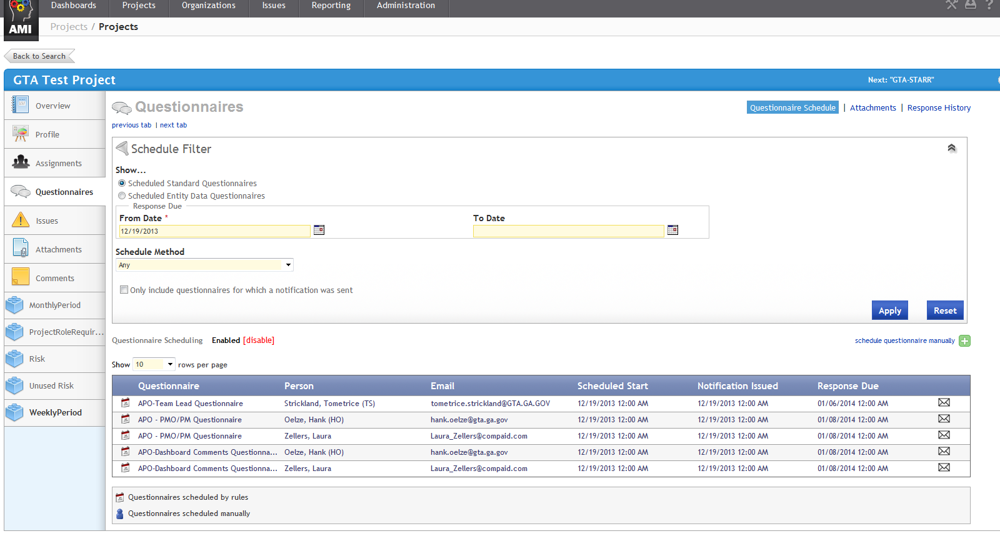 Dashboards Projects Organizations Issues Reporting Administration
AMI
Projects / Projects
Back to Search
GTA Test Project Next: "GTA-STARR"
Overview
Profile
Assignments
Questionnaires
Issues
Attachments
Comments
MonthlyPeriod
ProjectRoleRequir...
Risk
Unused Risk
WeeklyPeriod
Questionnaires
Questionnaire Schedule | Attachments | Response History
previous tab | next tab
Schedule Filter
Show...
Scheduled Standard Questionnaires
Scheduled Entity Data Questionnaires
Response Due
From Date * To Date
12/19/2013
Schedule Method
Any
Only include questionnaires for which a notification was sent
Apply Reset
Questionnaire Scheduling Enabled [disable] schedule questionnaire manually
Show 10 rows per page
Questionnaire Person Email Scheduled Start Notification Issued Response Due
APO-Team Lead Questionnaire Strickland, Tometrice (TS) tometrice.strickland@GTA.GA.GOV 12/19/2013 12:00 AM 12/19/2013 12:00 AM 01/06/2014 12:00 AM
APO - PMO/PM Questionnaire Oelze, Hank (HO) hank.oelze@gta.ga.gov 12/19/2013 12:00 AM 12/19/2013 12:00 AM 01/08/2014 12:00 AM
APO - PMO/PM Questionnaire Zellers, Laura Laura_Zellers@compaid.com 12/19/2013 12:00 AM 12/19/2013 12:00 AM 01/08/2014 12:00 AM
APO-Dashboard Comments Questionna... Oelze, Hank (HO) hank.oelze@gta.ga.gov 12/19/2013 12:00 AM 12/19/2013 12:00 AM 01/08/2014 12:00 AM
APO-Dashboard Comments Questionna... Zellers, Laura Laura_Zellers@compaid.com 12/19/2013 12:00 AM 12/19/2013 12:00 AM 01/08/2014 12:00 AM
Questionnaires scheduled by rules
Questionnaires scheduled manually